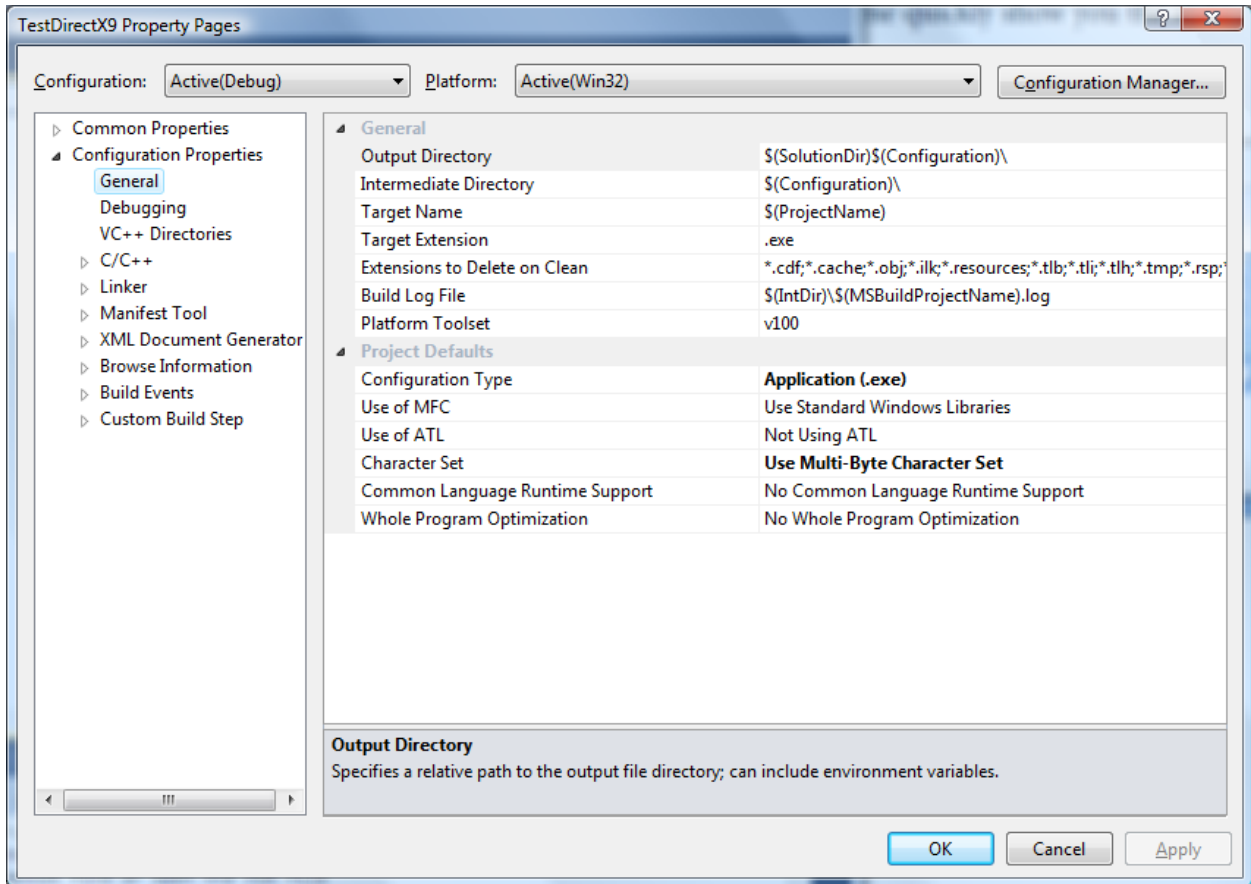 TestDirectX9 Property Pages
Configuration: Active(Debug) Platform: Active(Win32) Configuration Manager...
Common Properties
Configuration Properties
General
Debugging
VC++ Directories
C/C++
Linker
Manifest Tool
XML Document Generator
Browse Information
Build Events
Custom Build Step
General
Output Directory $(SolutionDir)$(Configuration)\
Intermediate Directory $(Configuration)\
Target Name $(ProjectName)
Target Extension .exe
Extensions to Delete on Clean *.cdf;*.cache;*.obj;*.ilk;*.resources;*.tlb;*.tli;*.tlh;*.tmp;*.rsp;
Build Log File $(IntDir)\$(MSBuildProjectName).log
Platform Toolset v100
Project Defaults
Configuration Type Application (.exe)
Use of MFC Use Standard Windows Libraries
Use of ATL Not Using ATL
Character Set Use Multi-Byte Character Set
Common Language Runtime Support No Common Language Runtime Support
Whole Program Optimization No Whole Program Optimization
Output Directory
Specifies a relative path to the output file directory; can include environment variables.
OK Cancel Apply